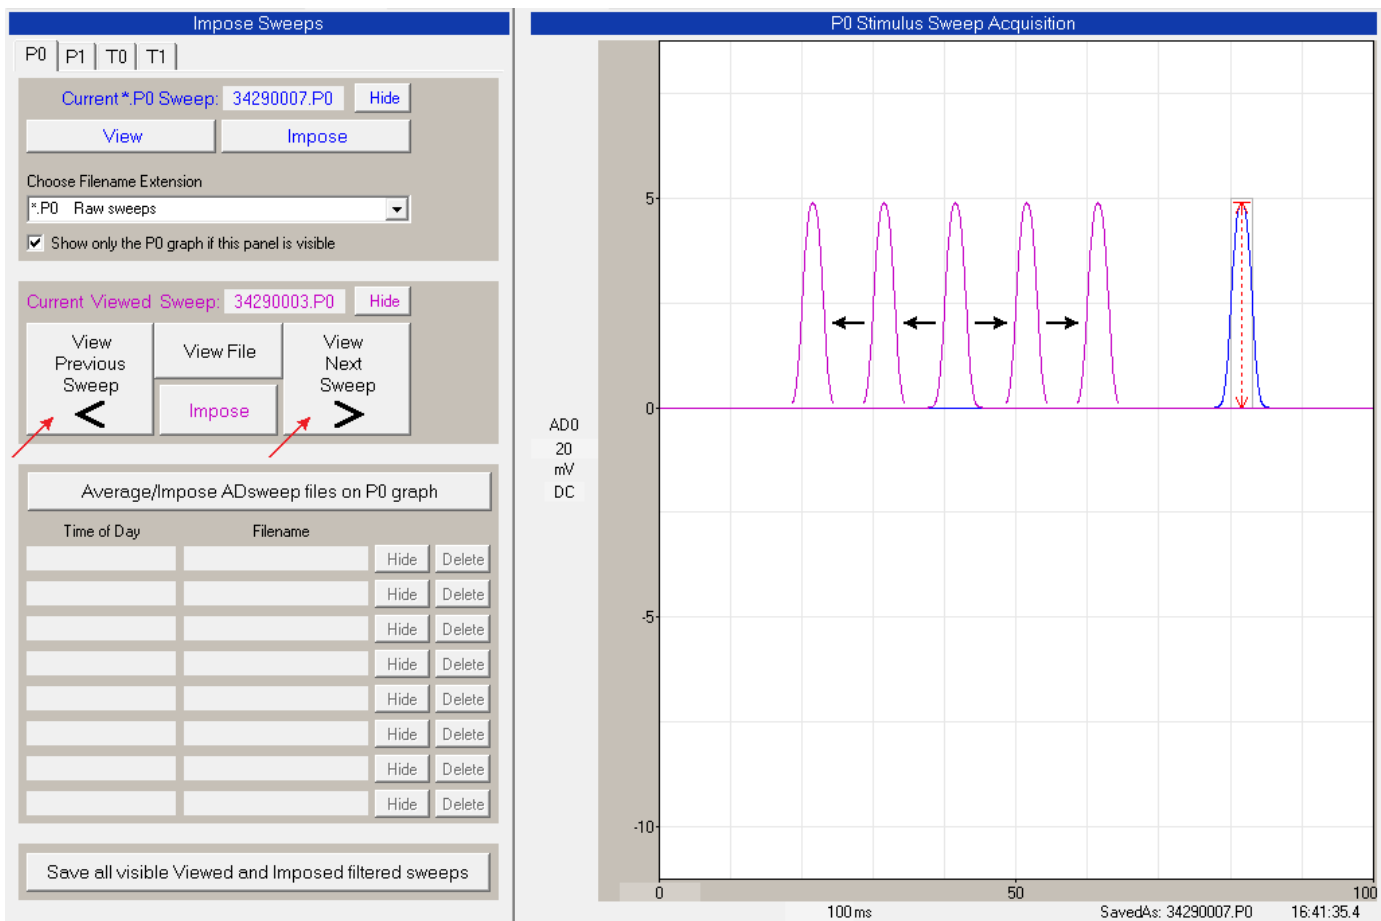 Impose Sweeps
P0 P1 T0 T1
Current *.P0 Sweep: 34290007.P0 Hide
View Impose
Choose Filename Extension
*.P0 Raw sweeps
Show only the P0 graph if this panel is visible
Current Viewed Sweep: 34290003.P0 Hide
View Previous Sweep <
View File
Impose
View Next Sweep >
Average/Impose ADsweep files on P0 graph
Time of Day Filename
Hide Delete
Hide Delete
Hide Delete
Hide Delete
Hide Delete
Hide Delete
Hide Delete
Hide Delete
Save all visible Viewed and Imposed filtered sweeps
P0 Stimulus Sweep Acquisition
AD0
20
mV
DC
5
0
-5
-10
0 50 100
100 ms SavedAs: 34290007.P0 16:41:35.4